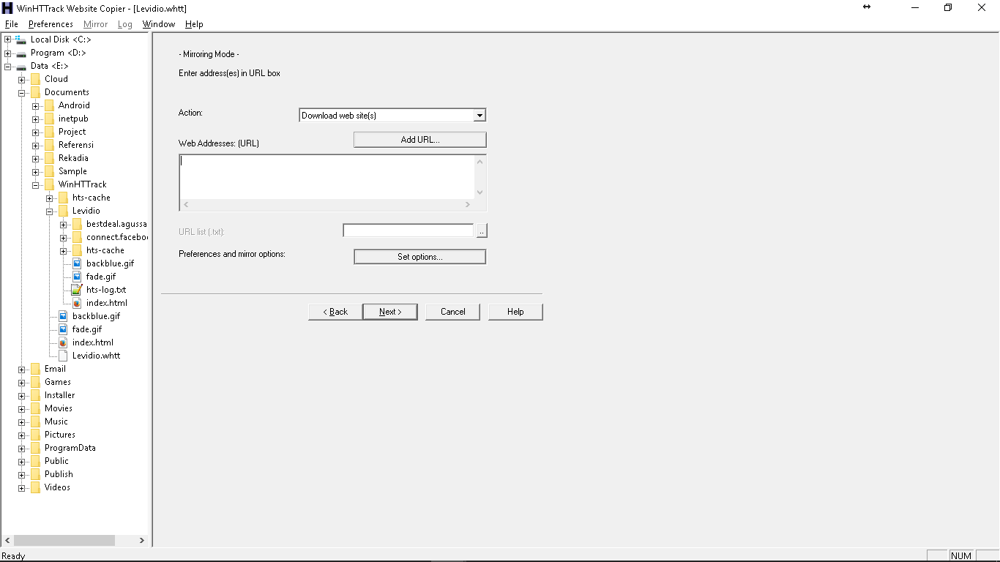 WinHTTrack Website Copier - [Levidio.whtt]
File Preferences Mirror Log Window Help
Local Disk <C:>
Program <D:>
Data <E:>
Cloud
Documents
Android
inetpub
Project
Referensi
Rekadia
Sample
WinHTTrack
hts-cache
Levidio
bestdeal.agussa
connect.faceboo
hts-cache
backblue.gif
fade.gif
hts-log.txt
index.html
backblue.gif
fade.gif
index.html
Levidio.whtt
Email
Games
Installer
Movies
Music
Pictures
ProgramData
Public
Publish
Videos
- Mirroring Mode -
Enter address(es) in URL box
Action: Download web site(s)
Web Addresses: (URL) Add URL...
URL list (.txt): ..
Preferences and mirror options: Set options...
< Back Next > Cancel Help
Ready NUM